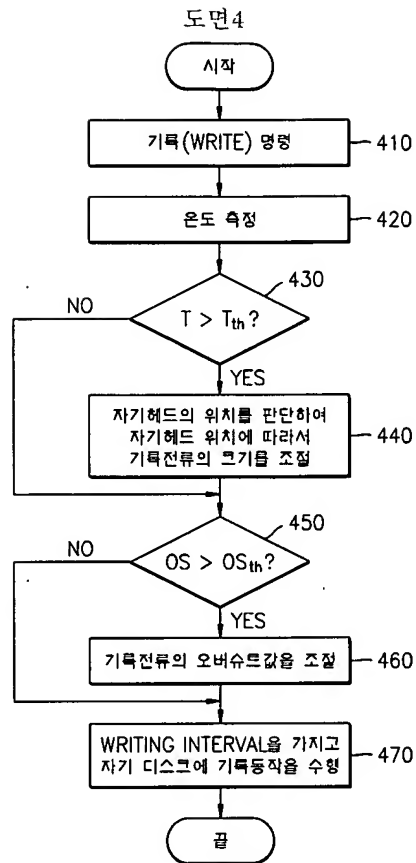 도면4
시작
기록(WRITE) 명령
410
온도 측정
420
430
T > Tth?
NO
YES
자기헤드의 위치를 판단하여
자기헤드 위치에 따라서
기록전류의 크기를 조절
440
450
OS > OSth?
NO
YES
기록전류의 오버슈트값을 조절
460
WRITING INTERVAL을 가지고
자기 디스크에 기록동작을 수행
470
끝